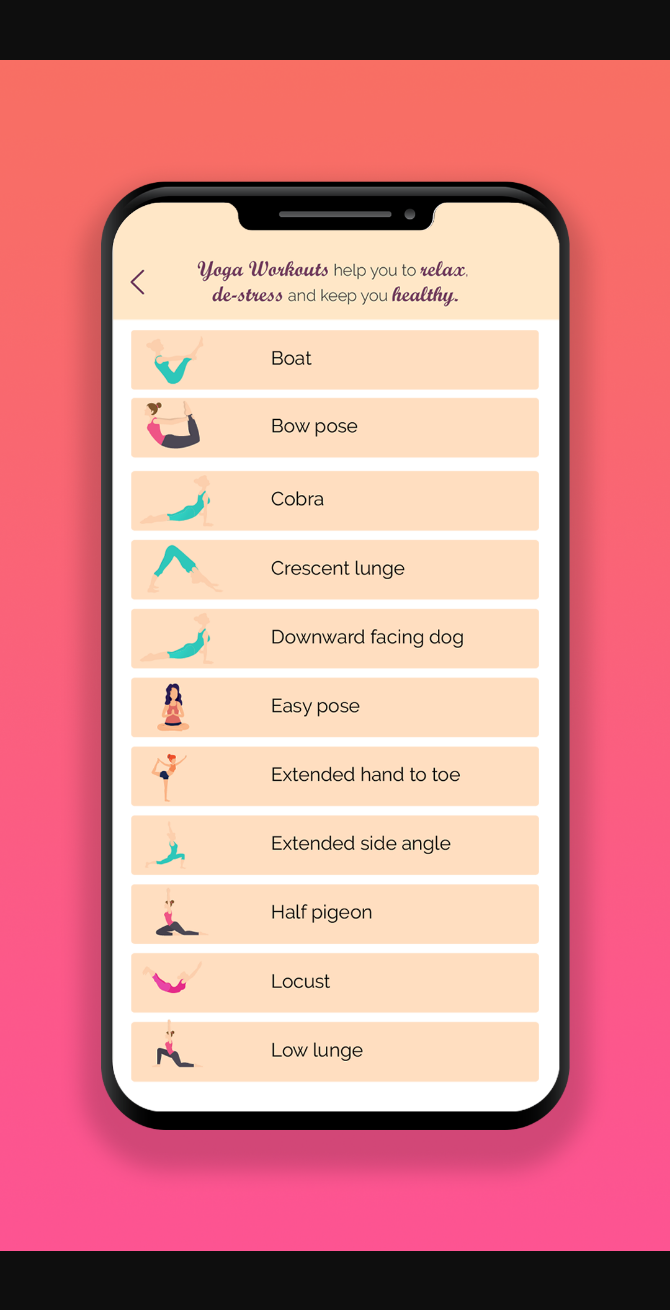 Yoga Workouts help you to relax,
de-stress and keep you healthy.
Boat
Bow pose
Cobra
Crescent lunge
Downward facing dog
Easy pose
Extended hand to toe
Extended side angle
Half pigeon
Locust
Low lunge